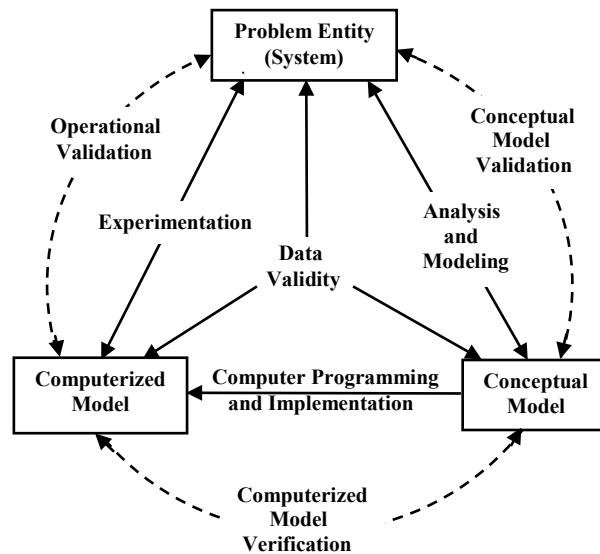 Problem Entity
(System)
Operational
Validation
Conceptual
Model
Validation
Experimentation
Analysis
and
Modeling
Data
Validity
Computerized
Model
Computer Programming
and Implementation
Conceptual
Model
Computerized
Model
Verification